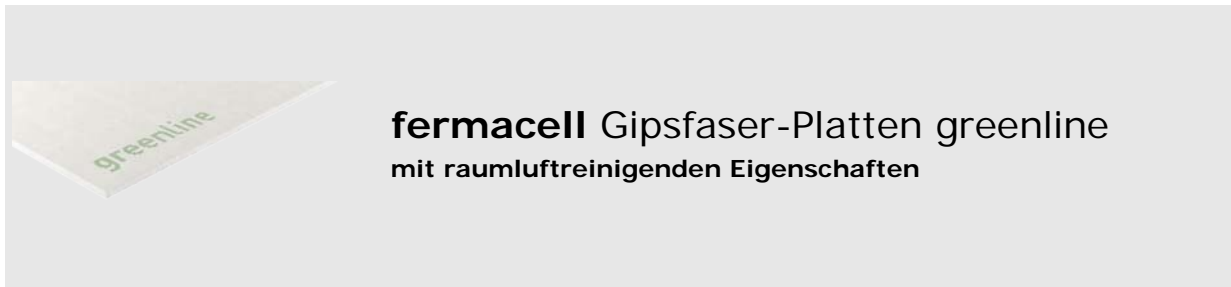 greenline
fermacell Gipsfaser-Platten greenline
mit raumluftreinigenden Eigenschaften